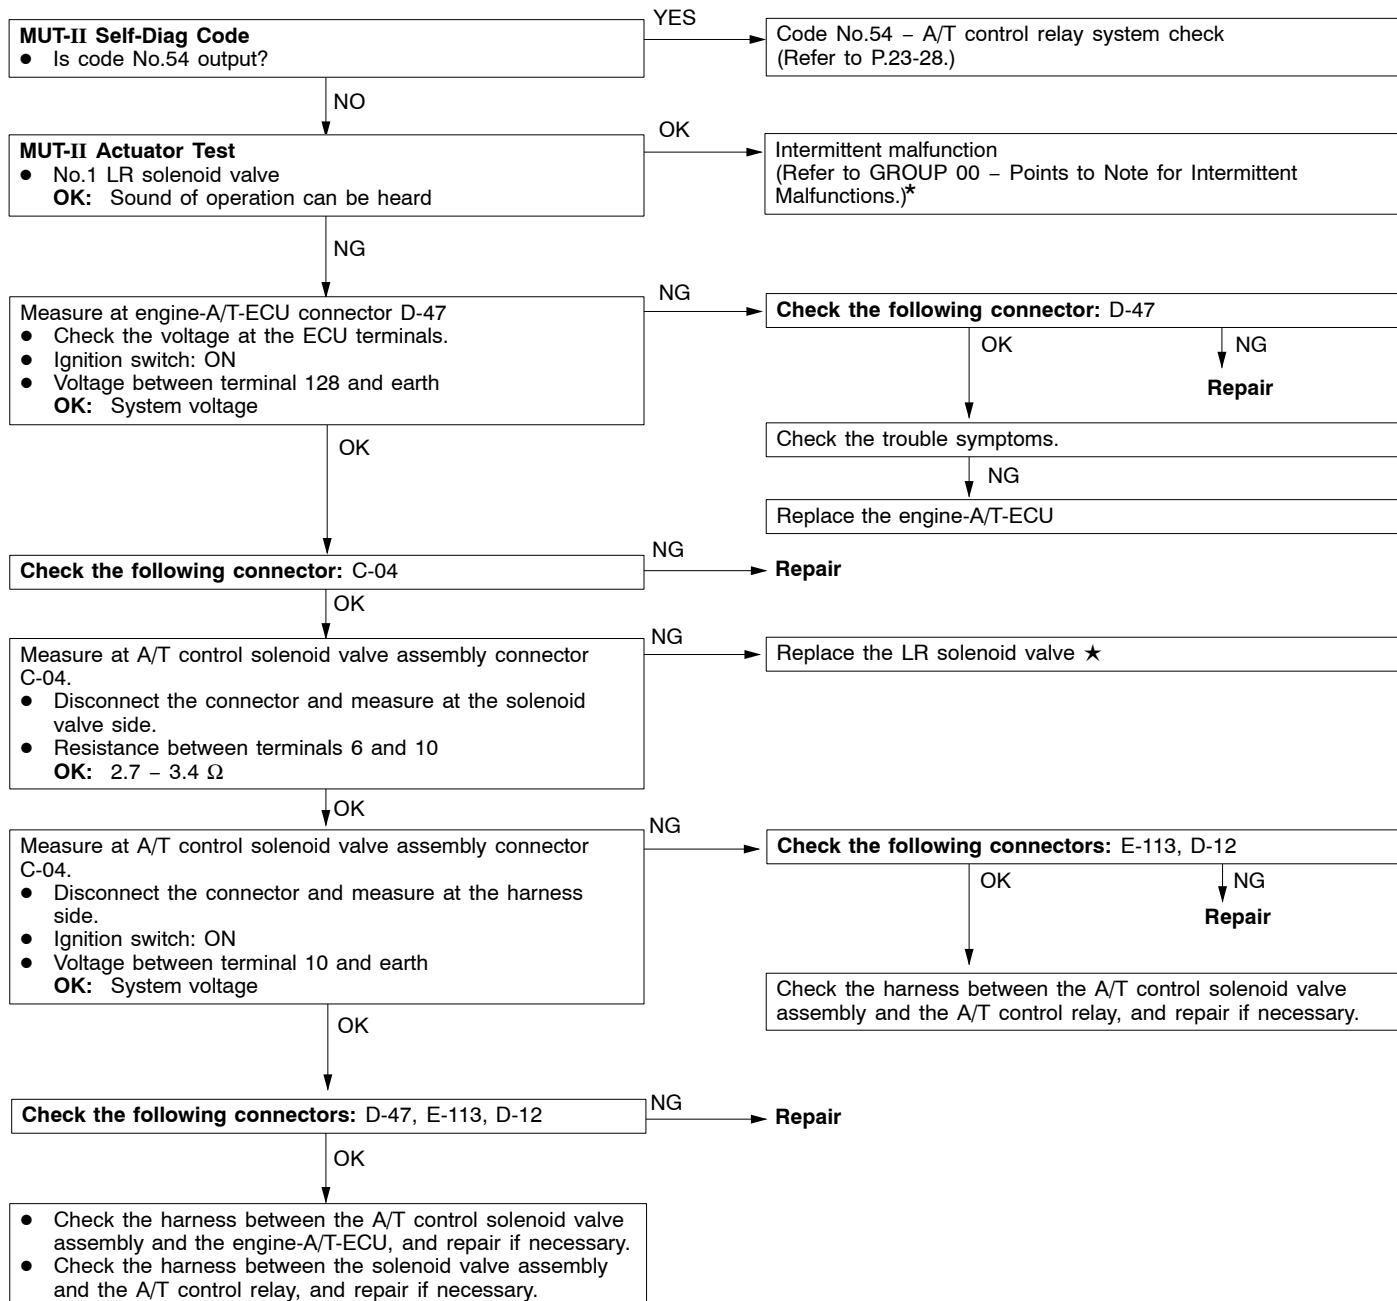 MUT-II Self-Diag Code
● Is code No.54 output?
YES
Code No.54 – A/T control relay system check
(Refer to P.23-28.)
NO
MUT-II Actuator Test
● No.1 LR solenoid valve
OK: Sound of operation can be heard
OK
Intermittent malfunction
(Refer to GROUP 00 – Points to Note for Intermittent
Malfunctions.)*
NG
Measure at engine-A/T-ECU connector D-47
● Check the voltage at the ECU terminals.
● Ignition switch: ON
● Voltage between terminal 128 and earth
OK: System voltage
NG
Check the following connector: D-47
OK
NG
Repair
Check the trouble symptoms.
NG
Replace the engine-A/T-ECU
OK
Check the following connector: C-04
NG
Repair
OK
Measure at A/T control solenoid valve assembly connector
C-04.
● Disconnect the connector and measure at the solenoid
valve side.
● Resistance between terminals 6 and 10
OK: 2.7 – 3.4 Ω
NG
Replace the LR solenoid valve ★
OK
Measure at A/T control solenoid valve assembly connector
C-04.
● Disconnect the connector and measure at the harness
side.
● Ignition switch: ON
● Voltage between terminal 10 and earth
OK: System voltage
NG
Check the following connectors: E-113, D-12
OK
NG
Repair
Check the harness between the A/T control solenoid valve
assembly and the A/T control relay, and repair if necessary.
OK
Check the following connectors: D-47, E-113, D-12
NG
Repair
OK
● Check the harness between the A/T control solenoid valve
assembly and the engine-A/T-ECU, and repair if necessary.
● Check the harness between the solenoid valve assembly
and the A/T control relay, and repair if necessary.